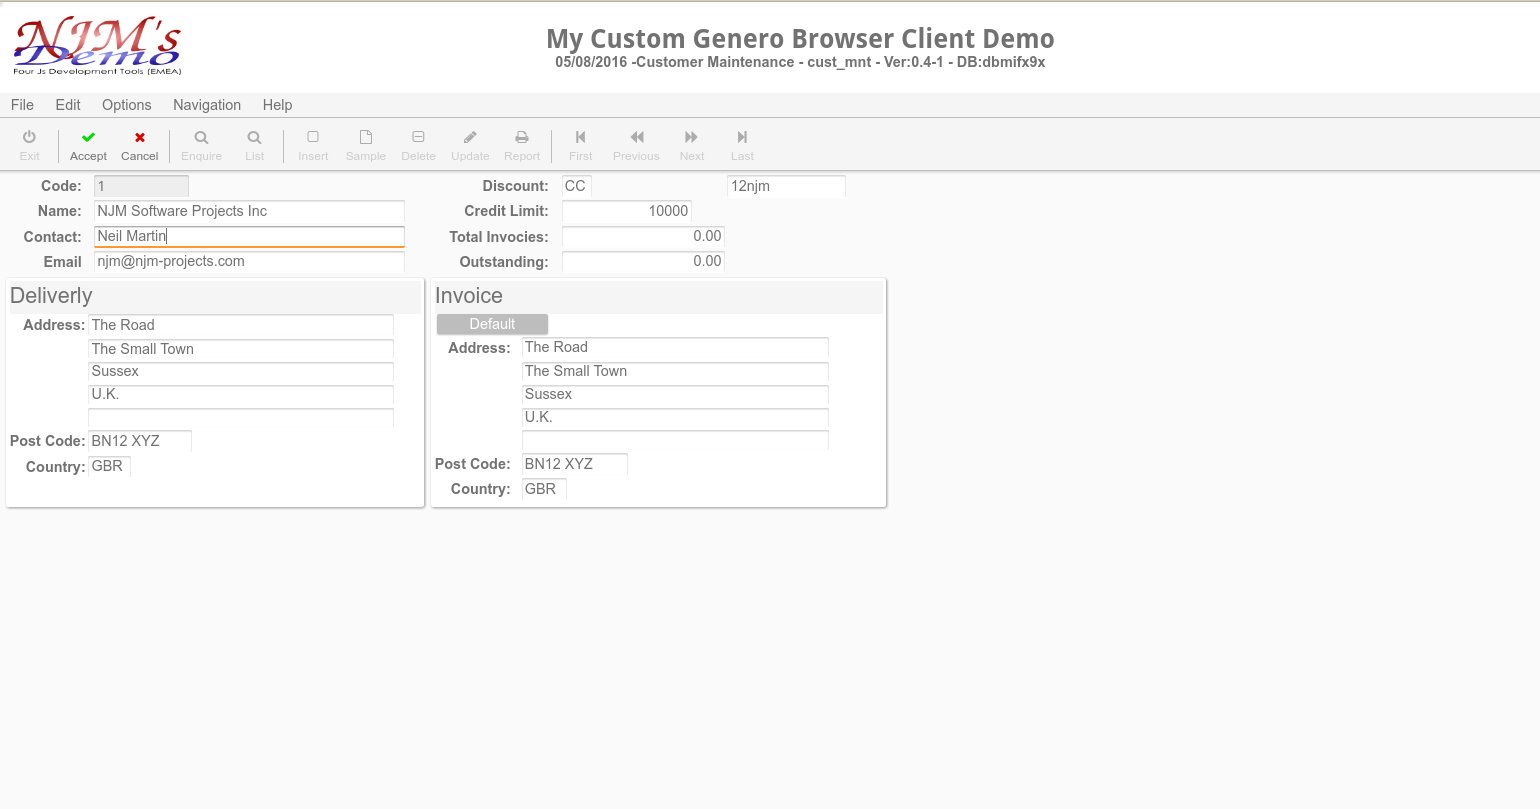 NJM's
Demo
Four Js Development Tools (EMEA)
My Custom Genero Browser Client Demo
05/08/2016 -Customer Maintenance - cust_mnt - Ver:0.4-1 - DB:dbmifx9x
File Edit Options Navigation Help
Exit Accept Cancel Enquire List Insert Sample Delete Update Report First Previous Next Last
Code: 1 Discount: CC 12njm
Name: NJM Software Projects Inc Credit Limit: 10000
Contact: Neil Martin Total Invocies: 0.00
Email njm@njm-projects.com Outstanding: 0.00
Deliverly
Address: The Road
The Small Town
Sussex
U.K.
Post Code: BN12 XYZ
Country: GBR
Invoice
Default
Address: The Road
The Small Town
Sussex
U.K.
Post Code: BN12 XYZ
Country: GBR